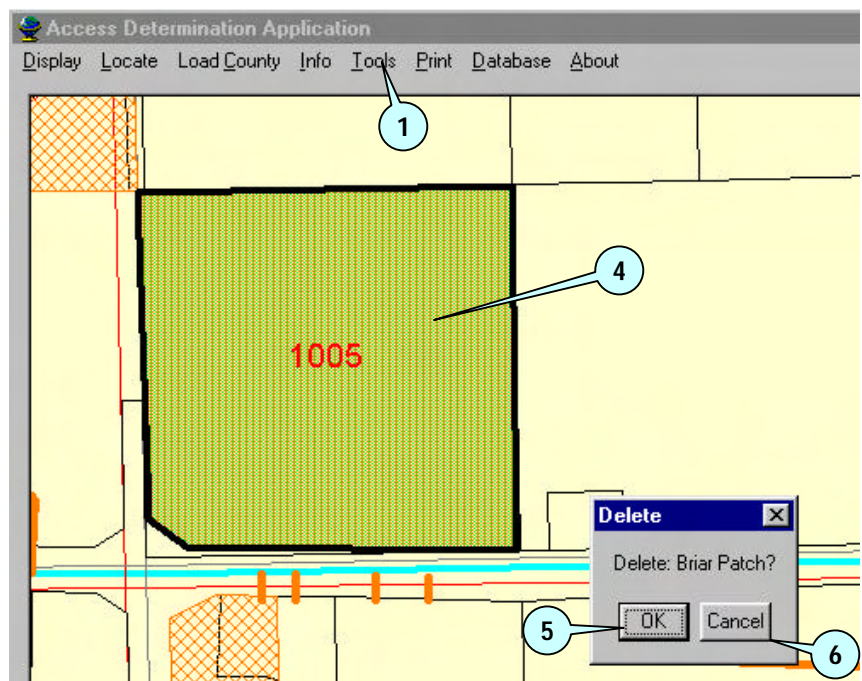 Access Determination Application
Display Locate Load County Info Tools Print Database About
1
4
1005
Delete
Delete: Briar Patch?
5
OK Cancel
6